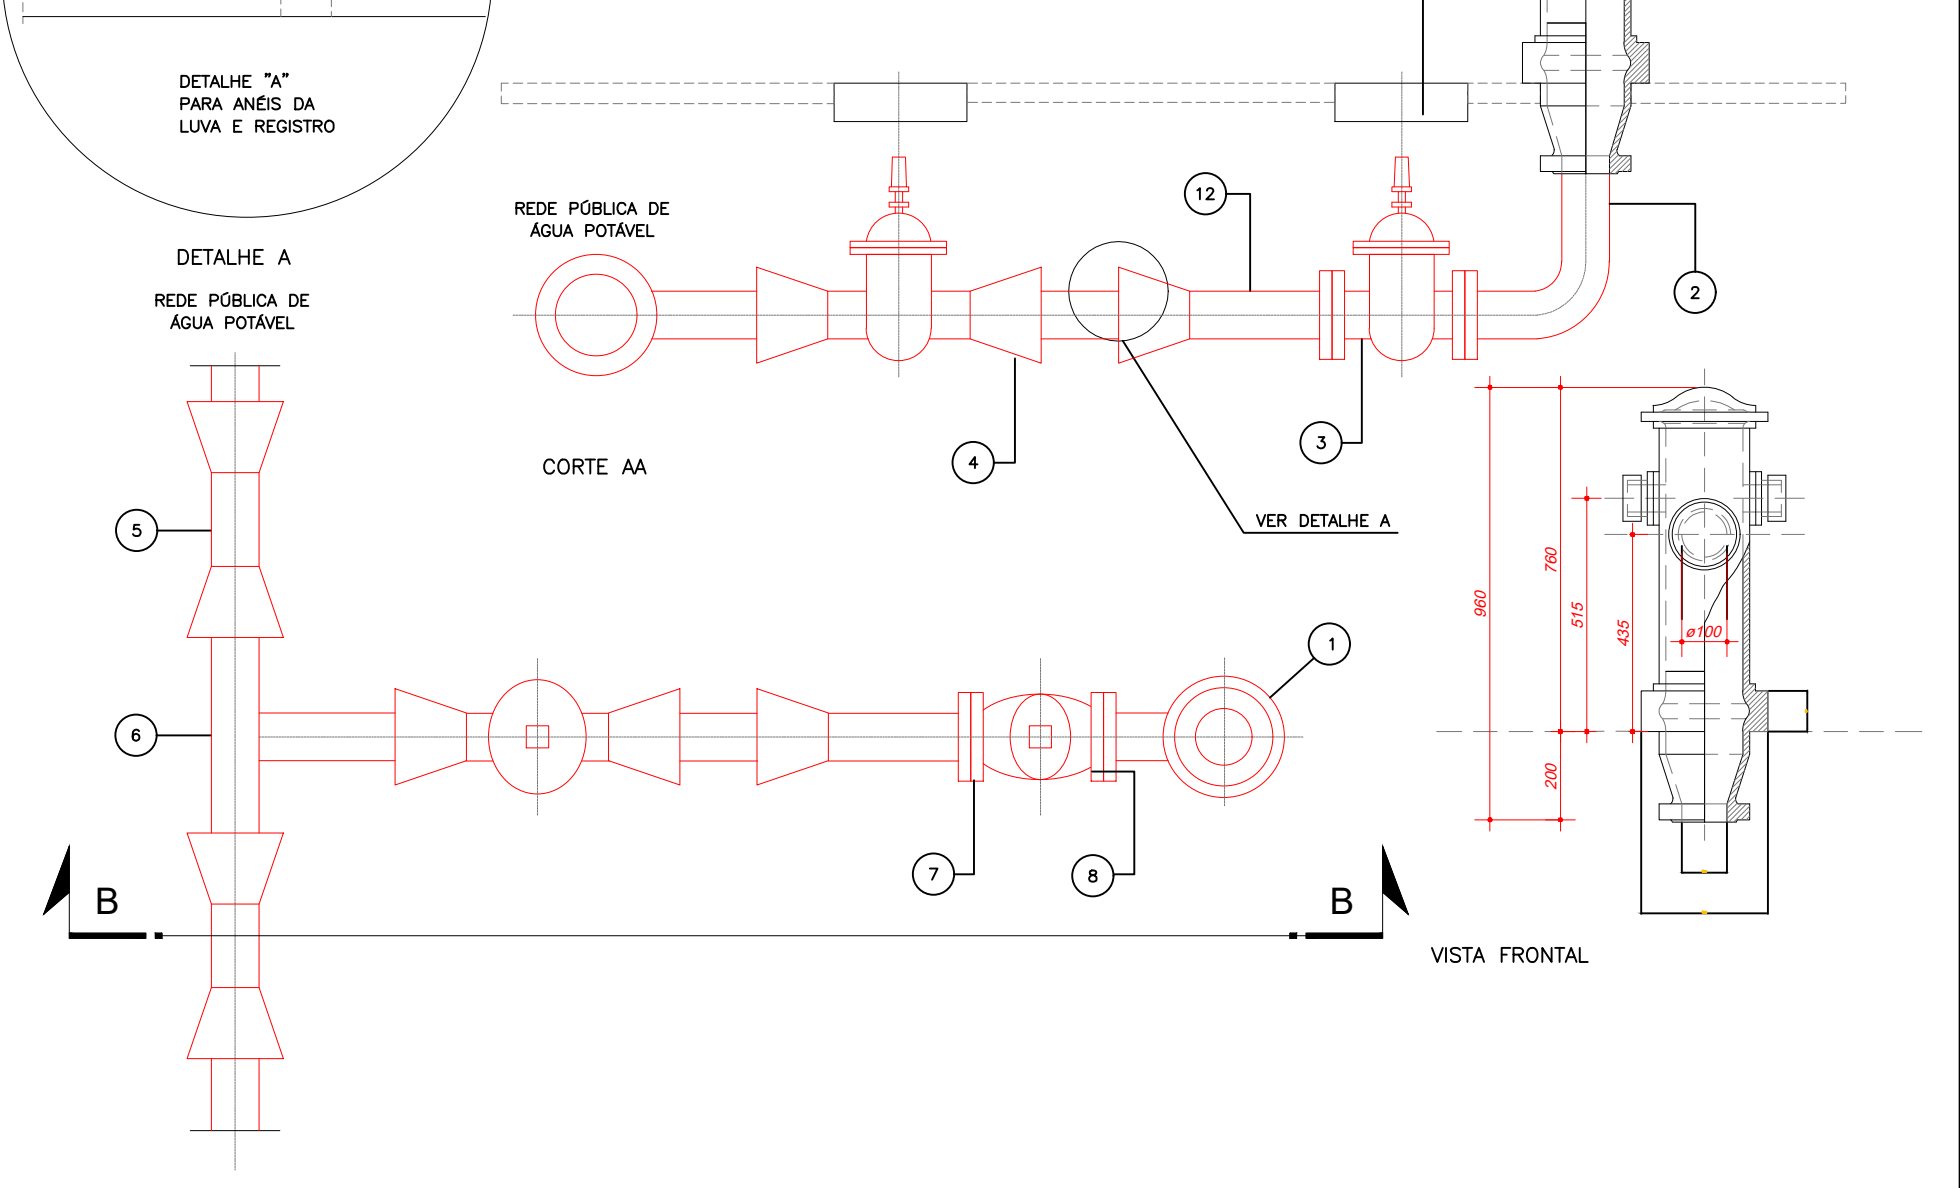 DETALHE "A"
PARA ANÉIS DA
LUVA E REGISTRO
DETALHE A
REDE PÚBLICA DE
ÁGUA POTÁVEL
REDE PÚBLICA DE
ÁGUA POTÁVEL
12
2
4
3
CORTE AA
VER DETALHE A
5
6
1
7
8
B
B
960
760
515
435
ø100
200
VISTA FRONTAL